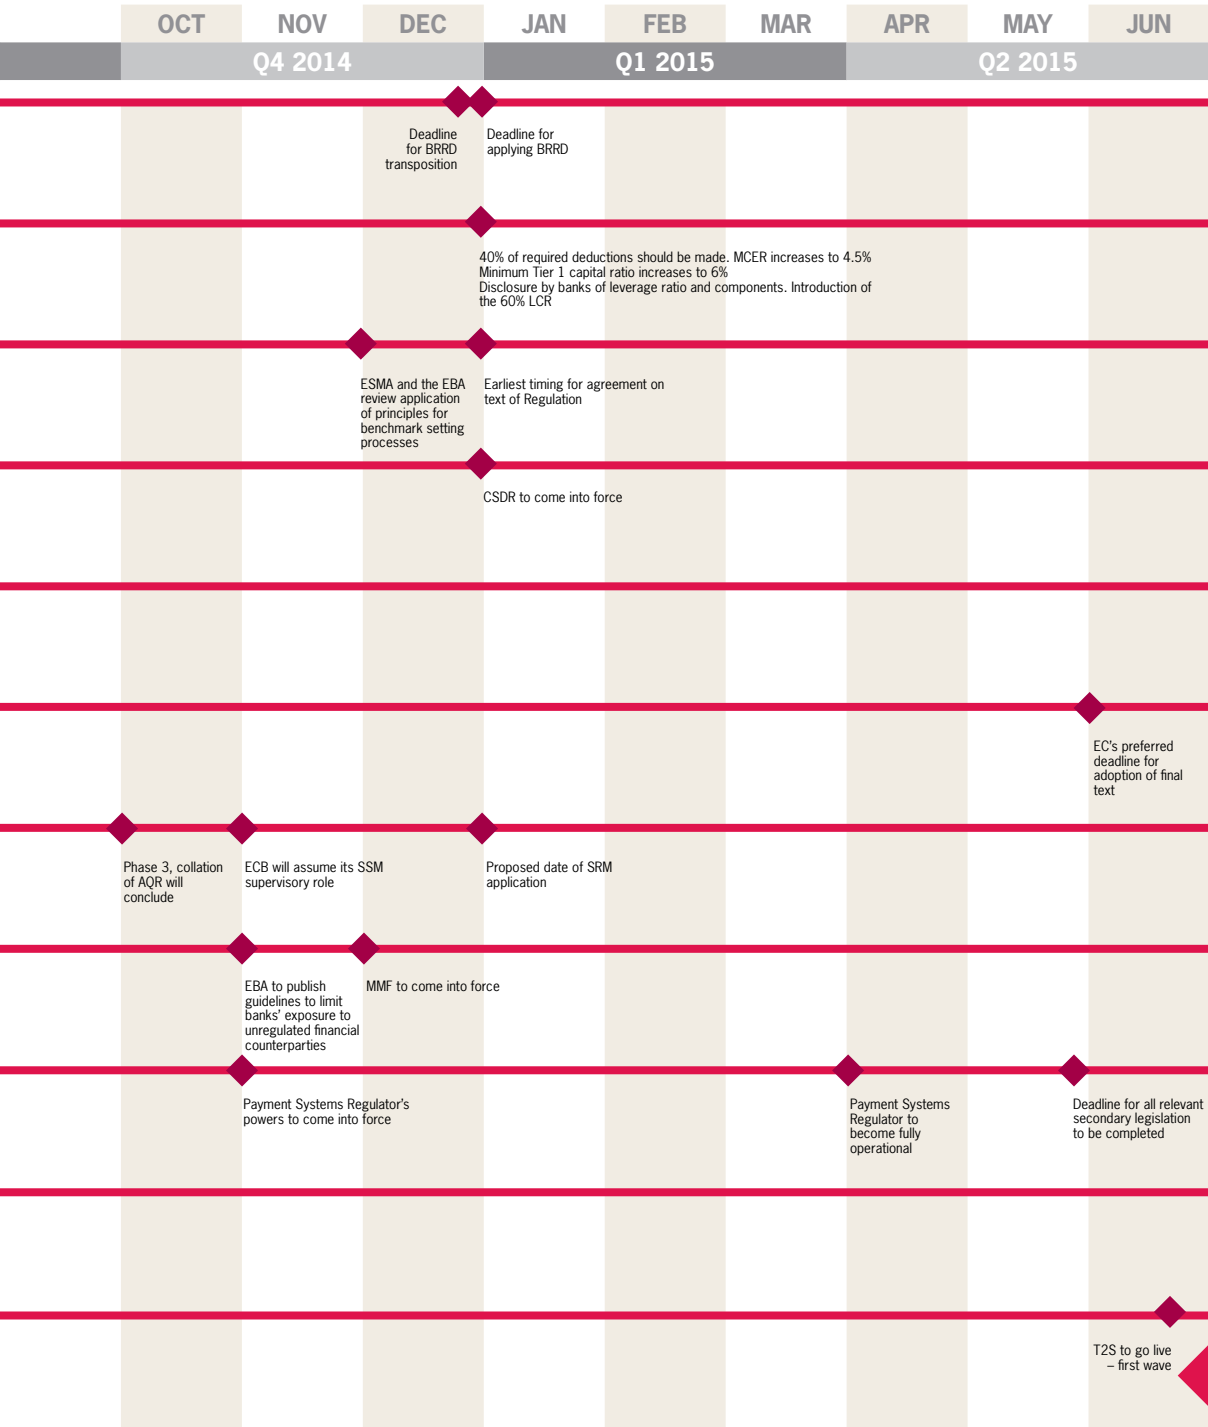 OCT NOV DEC JAN FEB MAR APR MAY JUN
Q4 2014 Q1 2015 Q2 2015
Deadline
for BRRD
transposition
Deadline for
applying BRRD
40% of required deductions should be made. MCER increases to 4.5%
Minimum Tier 1 capital ratio increases to 6%
Disclosure by banks of leverage ratio and components. Introduction of
the 60% LCR
ESMA and the EBA
review application
of principles for
benchmark setting
processes
Earliest timing for agreement on
text of Regulation
CSDR to come into force
EC's preferred
deadline for
adoption of final
text
Phase 3, collation
of AQR will
conclude
ECB will assume its SSM
supervisory role
Proposed date of SRM
application
EBA to publish
guidelines to limit
banks' exposure to
unregulated financial
counterparties
MMF to come into force
Payment Systems Regulator's
powers to come into force
Payment Systems
Regulator to
become fully
operational
Deadline for all relevant
secondary legislation
to be completed
T2S to go live
– first wave